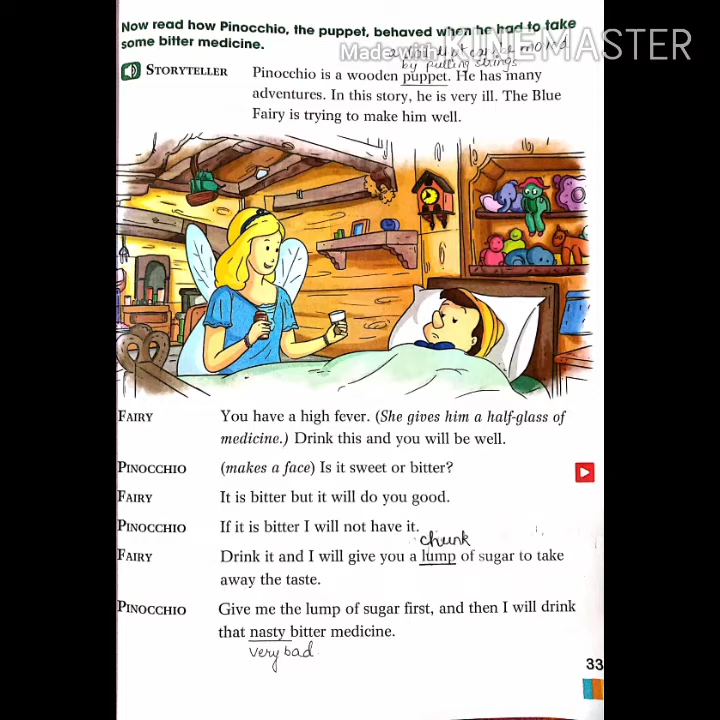 Now read how Pinocchio, the puppet, behaved when he had to take
some bitter medicine.
Made with KINEMASTER
that can be moved
by pulling strings
STORYTELLER Pinocchio is a wooden puppet. He has many
adventures. In this story, he is very ill. The Blue
Fairy is trying to make him well.
FAIRY You have a high fever. (She gives him a half-glass of
medicine.) Drink this and you will be well.
PINOCCHIO (makes a face) Is it sweet or bitter?
FAIRY It is bitter but it will do you good.
PINOCCHIO If it is bitter I will not have it.
chunk
FAIRY Drink it and I will give you a lump of sugar to take
away the taste.
PINOCCHIO Give me the lump of sugar first, and then I will drink
that nasty bitter medicine.
very bad
33